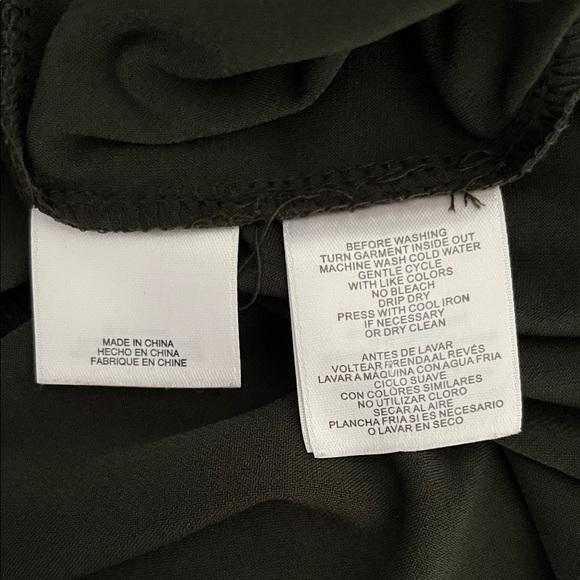 MADE IN CHINA
HECHO EN CHINA
FABRIQUE EN CHINE
BEFORE WASHING
TURN GARMENT INSIDE OUT
MACHINE WASH COLD WATER
GENTLE CYCLE
WITH LIKE COLORS
NO BLEACH
DRIP DRY
PRESS WITH COOL IRON
IF NECESSARY
OR DRY CLEAN
ANTES DE LAVAR
VOLTEAR PRENDA AL REVÉS
LAVAR A MÁQUINA CON AGUA FRIA
CICLO SUAVE
CON COLORES SIMILARES
NO UTILIZAR CLORO
SECAR AL AIRE
PLANCHA FRIA SI ES NECESARIO
O LAVAR EN SECO